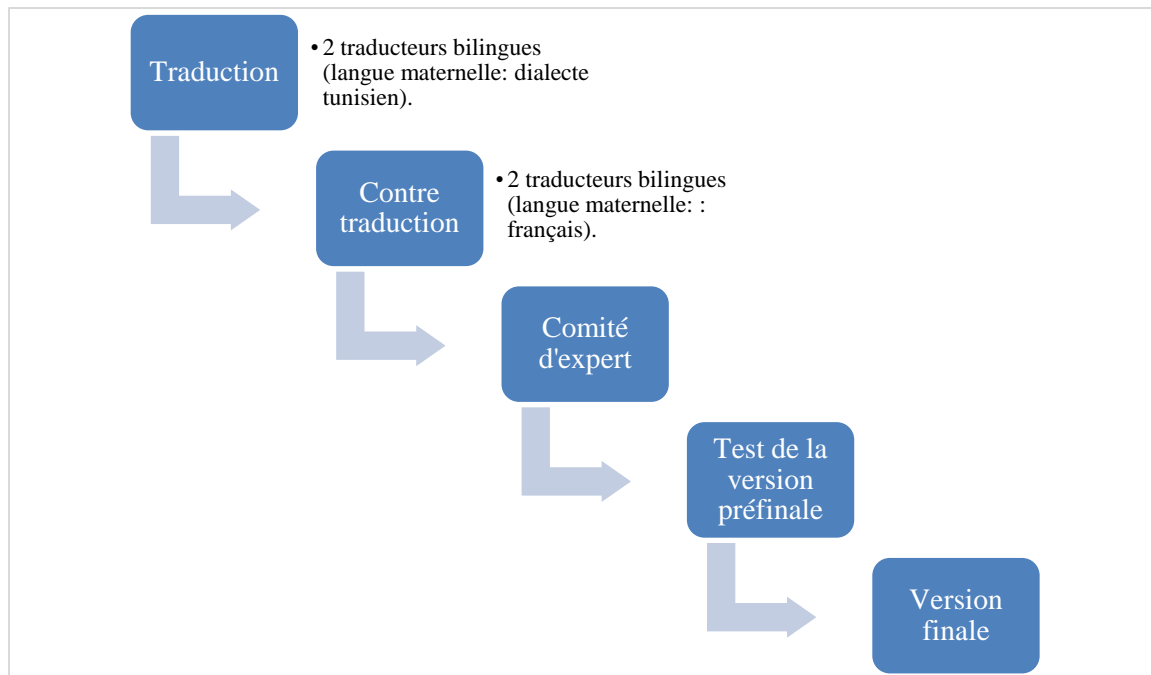 Traduction
• 2 traducteurs bilingues
(langue maternelle: dialecte
tunisien).
Contre
traduction
• 2 traducteurs bilingues
(langue maternelle: :
français).
Comité
d'expert
Test de la
version
préfinale
Version
finale